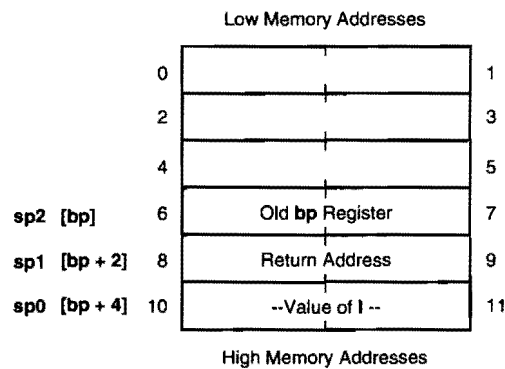 Low Memory Addresses
0 1
2 3
4 5
sp2 [bp] 6 Old bp Register 7
sp1 [bp + 2] 8 Return Address 9
sp0 [bp + 4] 10 --Value of I -- 11
High Memory Addresses